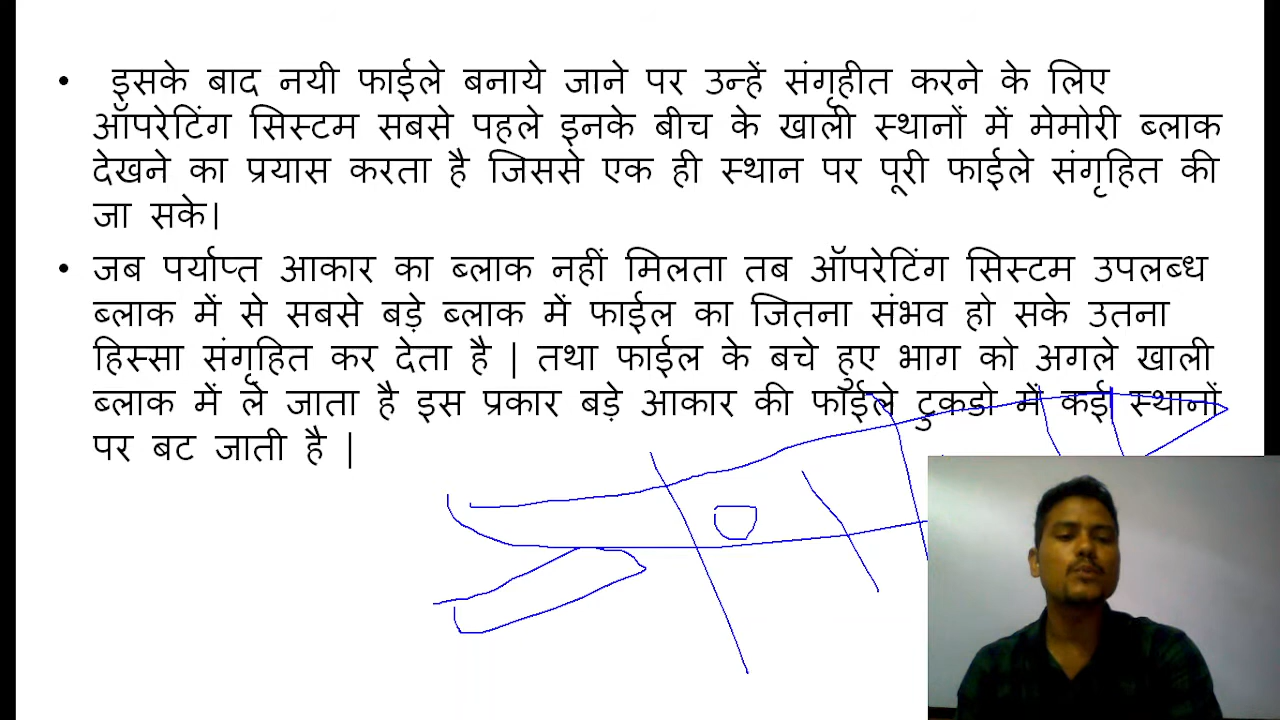 • इसके बाद नयी फाईले बनाये जाने पर उन्हें संगृहीत करने के लिए
ऑपरेटिंग सिस्टम सबसे पहले इनके बीच के खाली स्थानों में मेमोरी ब्लाक
देखने का प्रयास करता है जिससे एक ही स्थान पर पूरी फाईले संगृहित की
जा सके।
• जब पर्याप्त आकार का ब्लाक नहीं मिलता तब ऑपरेटिंग सिस्टम उपलब्ध
ब्लाक में से सबसे बड़े ब्लाक में फाईल का जितना संभव हो सके उतना
हिस्सा संगृहित कर देता है | तथा फाईल के बचे हुए भाग को अगले खाली
ब्लाक में ले जाता है इस प्रकार बड़े आकार की फाईले टुकडो में कई स्थानों
पर बट जाती है |